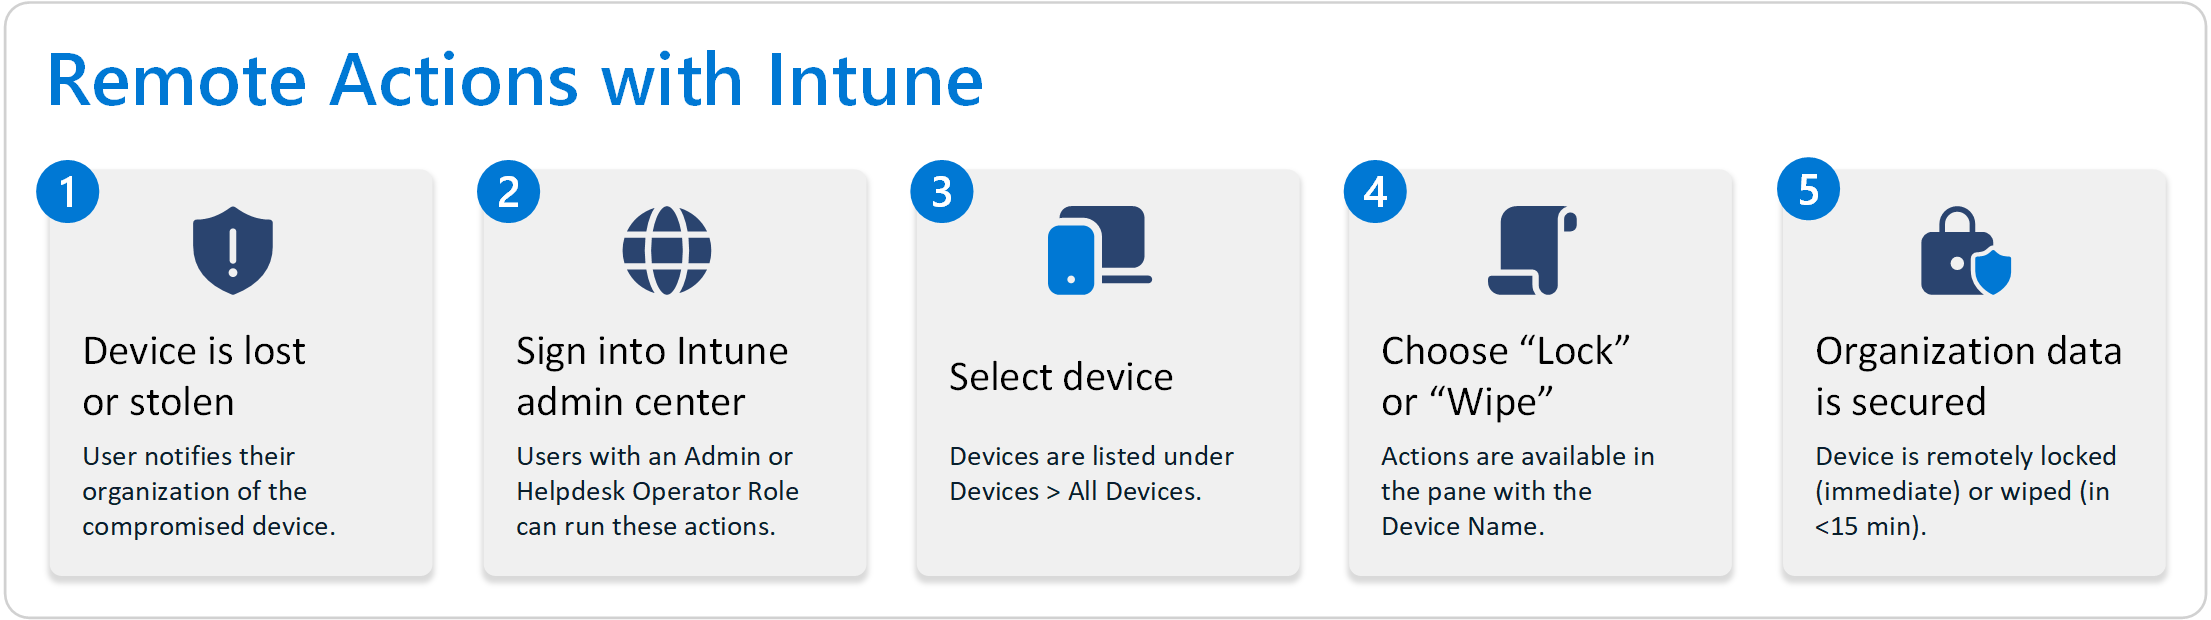 Remote Actions with Intune
1
Device is lost
or stolen
User notifies their
organization of the
compromised device.
2
Sign into Intune
admin center
Users with an Admin or
Helpdesk Operator Role
can run these actions.
3
Select device
Devices are listed under
Devices > All Devices.
4
Choose “Lock”
or “Wipe”
Actions are available in
the pane with the
Device Name.
5
Organization data
is secured
Device is remotely locked
(immediate) or wiped (in
<15 min).